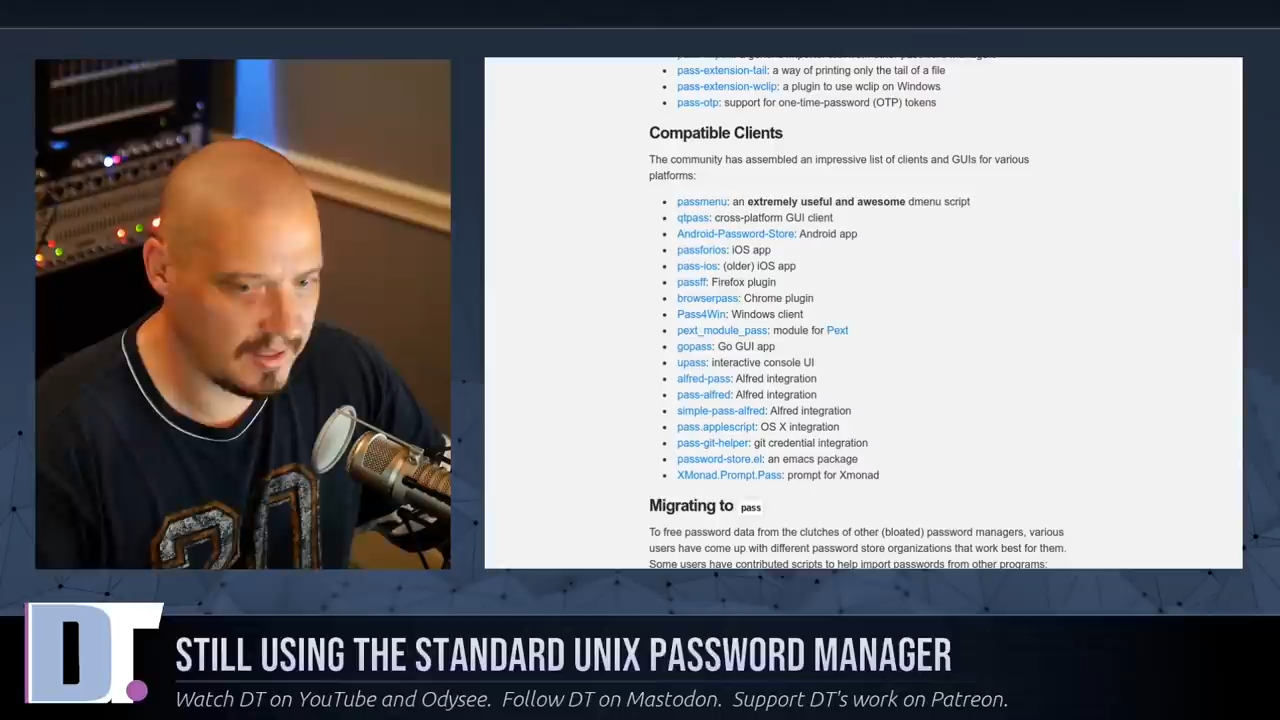 pass-extension-tail: a way of printing only the tail of a file
pass-extension-wclip: a plugin to use wclip on Windows
pass-otp: support for one-time-password (OTP) tokens
Compatible Clients
The community has assembled an impressive list of clients and GUIs for various
platforms:
passmenu: an extremely useful and awesome dmenu script
qtpass: cross-platform GUI client
Android-Password-Store: Android app
passforios: iOS app
pass-ios: (older) iOS app
passff: Firefox plugin
browserpass: Chrome plugin
Pass4Win: Windows client
pext_module_pass: module for Pext
gopass: Go GUI app
upass: interactive console UI
alfred-pass: Alfred integration
pass-alfred: Alfred integration
simple-pass-alfred: Alfred integration
pass.applescript: OS X integration
pass-git-helper: git credential integration
password-store.el: an emacs package
XMonad.Prompt.Pass: prompt for Xmonad
Migrating to pass
To free password data from the clutches of other (bloated) password managers, various
users have come up with different password store organizations that work best for them.
Some users have contributed scripts to help import passwords from other programs:
DT.
STILL USING THE STANDARD UNIX PASSWORD MANAGER
Watch DT on YouTube and Odysee. Follow DT on Mastodon. Support DT's work on Patreon.